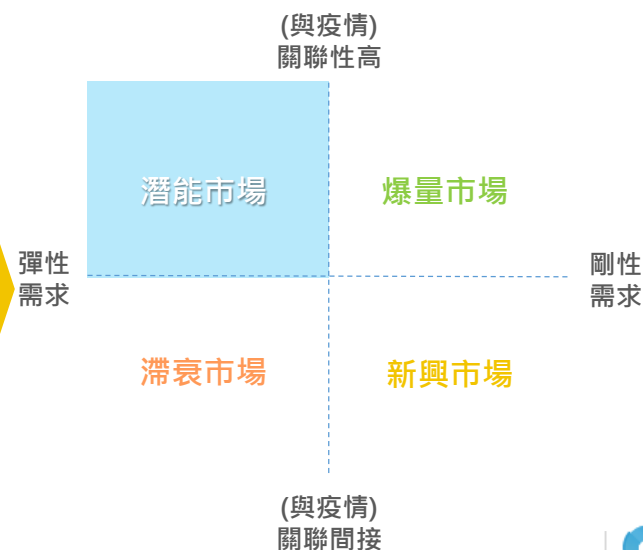 (與疫情)
關聯性高
潛能市場
爆量市場
彈性
需求
剛性
需求
滯衰市場
新興市場
(與疫情)
關聯間接